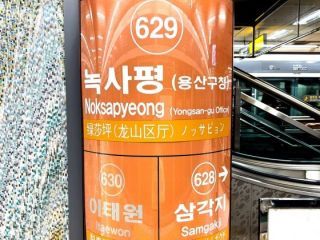 629
녹사평 (용산구청)
Noksapyeong (Yongsan-gu Office)
绿莎坪 (龙山区厅) ノッサピョン
630
이태원
Itaewon
628 →
삼각지
Samgakji